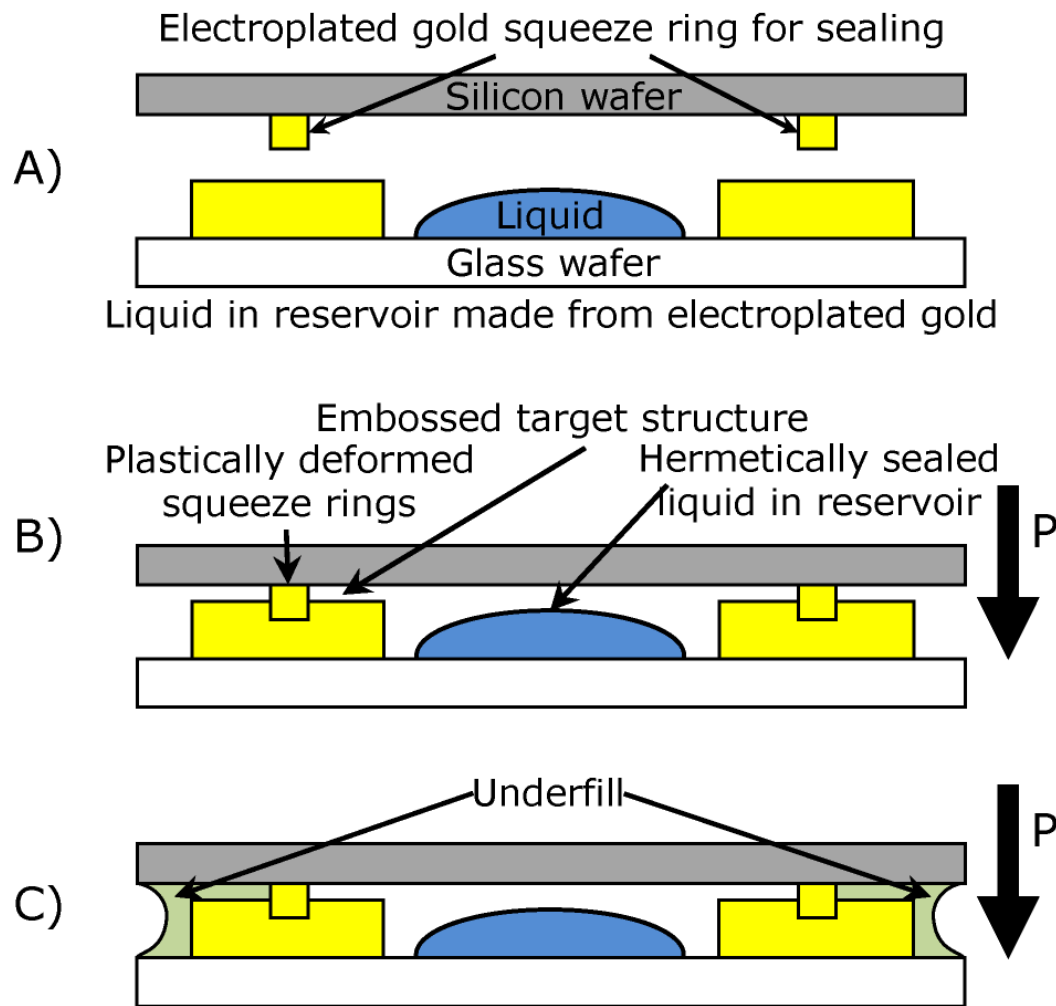 Electroplated gold squeeze ring for sealing
Silicon wafer
A)
Liquid
Glass wafer
Liquid in reservoir made from electroplated gold
Embossed target structure
Plastically deformed
squeeze rings
Hermetically sealed
liquid in reservoir
B)
P
Underfill
C)
P